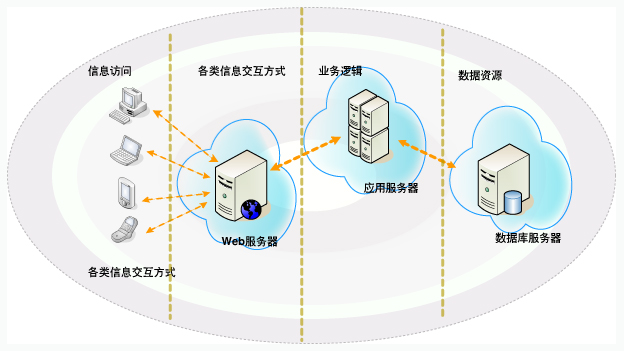 信息访问
各类信息交互方式
业务逻辑
数据资源
应用服务器
Web服务器
数据库服务器
各类信息交互方式